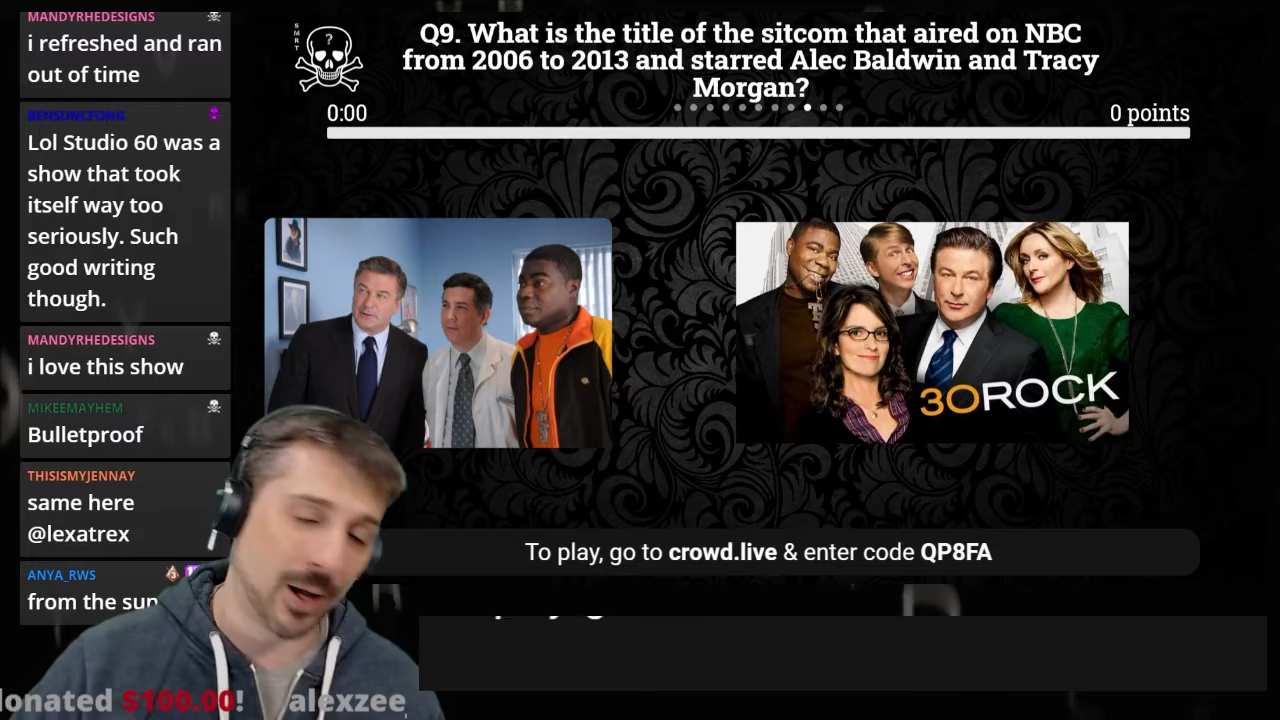 MANDYRHEDESIGNS
i refreshed and ran
out of time
BENSUNCTONG
Lol Studio 60 was a
show that took
itself way too
seriously. Such
good writing
though.
MANDYRHEDESIGNS
i love this show
MIKEEMAYHEM
Bulletproof
THISISMYJENNAY
same here
@lexatrex
ANYA_RWS
3
from the sun
SMRT
?
Q9. What is the title of the sitcom that aired on NBC
from 2006 to 2013 and starred Alec Baldwin and Tracy
Morgan?
0:00
0 points
30ROCK
To play, go to crowd.live & enter code QP8FA
donated $100.00! alexzee